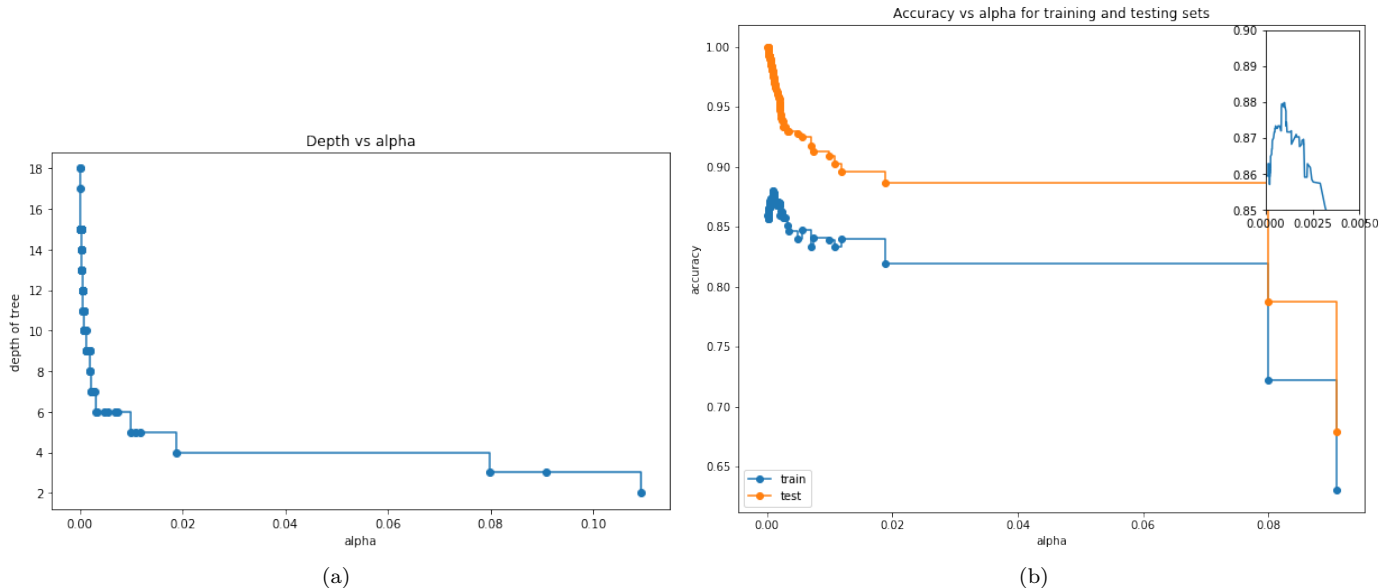 Depth vs alpha
18
16
14
12
10
8
6
4
2
depth of tree
0.00 0.02 0.04 0.06 0.08 0.10
alpha
(a)
Accuracy vs alpha for training and testing sets
1.00
0.95
0.90
0.85
0.80
0.75
0.70
0.65
accuracy
0.90
0.89
0.88
0.87
0.86
0.85
0.0000 0.0025 0.0050
train
test
0.00 0.02 0.04 0.06 0.08
alpha
(b)